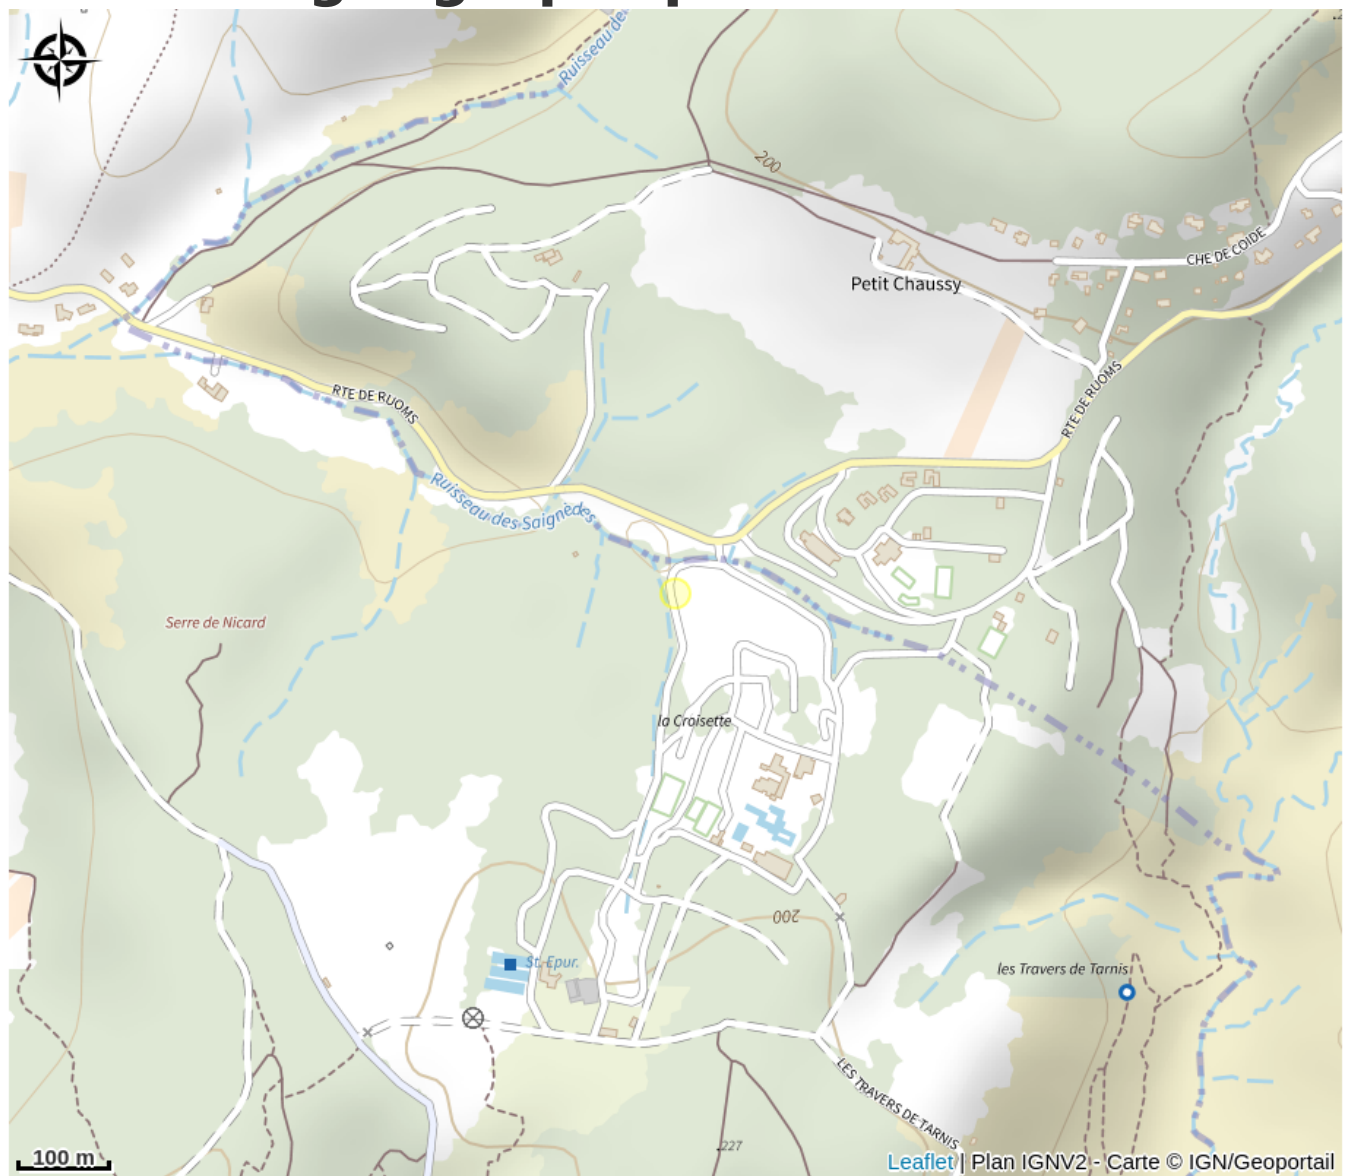 Ruisseau des
200
CHE DE COIDE
Petit Chaussy
RTE DE RUOMS
RTE DE RUOMS
Ruisseau des Saignèdes
Serre de Nicard
la Croisette
200
St. Epur.
les Travers de Tarnis
LES TRAVERS DE TARNIS
227
100 m
Leaflet | Plan IGNV2 - Carte © IGN/Geoportail